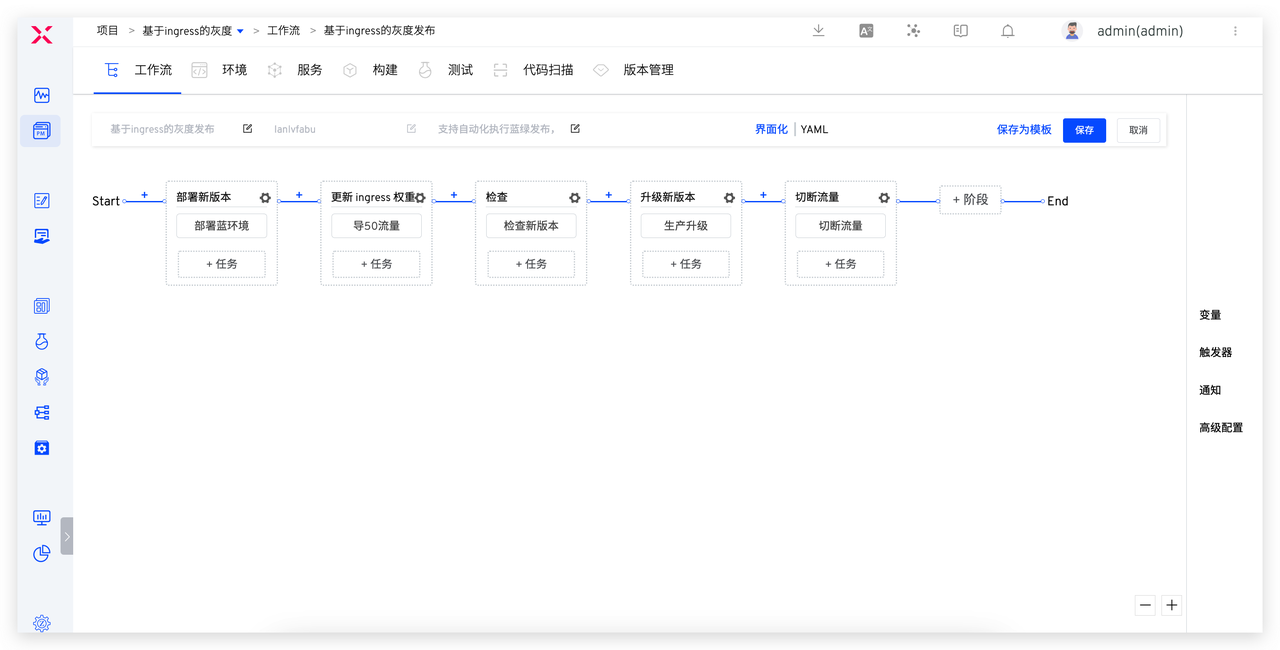 项目 > 基于ingress的灰度 > 工作流 > 基于ingress的灰度发布
admin(admin)
工作流 环境 服务 构建 测试 代码扫描 版本管理
基于ingress的灰度发布 lanlvfabu 支持自动化执行蓝绿发布, 界面化 | YAML 保存为模板 保存 取消
Start + 部署新版本 + 更新 ingress 权重 + 检查 + 升级新版本 + 切断流量 + 阶段 End
部署蓝环境 导50流量 检查新版本 生产升级 切断流量
+ 任务 + 任务 + 任务 + 任务 + 任务
变量
触发器
通知
高级配置
PM